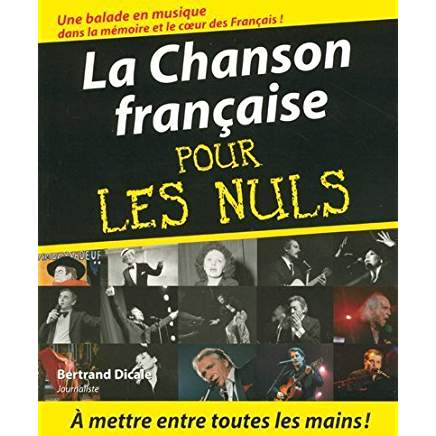 Une balade en musique
dans la mémoire et le cœur des Français !
La Chanson
française
POUR
LES NULS
Bertrand Dicale
Journaliste
À mettre entre toutes les mains !